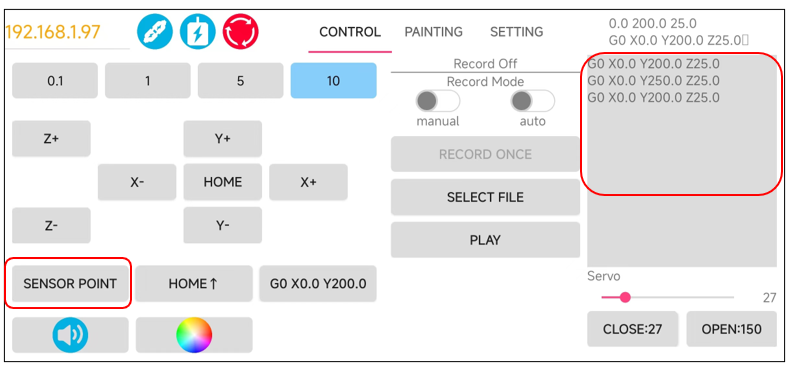 192.168.1.97
CONTROL PAINTING SETTING
0.1 1 5 10
Z+ Y+
X- HOME X+
Z- Y-
SENSOR POINT HOME↑ G0 X0.0 Y200.0
Record Off
Record Mode
manual auto
RECORD ONCE
SELECT FILE
PLAY
0.0 200.0 25.0
G0 X0.0 Y200.0 Z25.0▯
G0 X0.0 Y200.0 Z25.0
G0 X0.0 Y250.0 Z25.0
G0 X0.0 Y200.0 Z25.0
Servo
27
CLOSE:27 OPEN:150